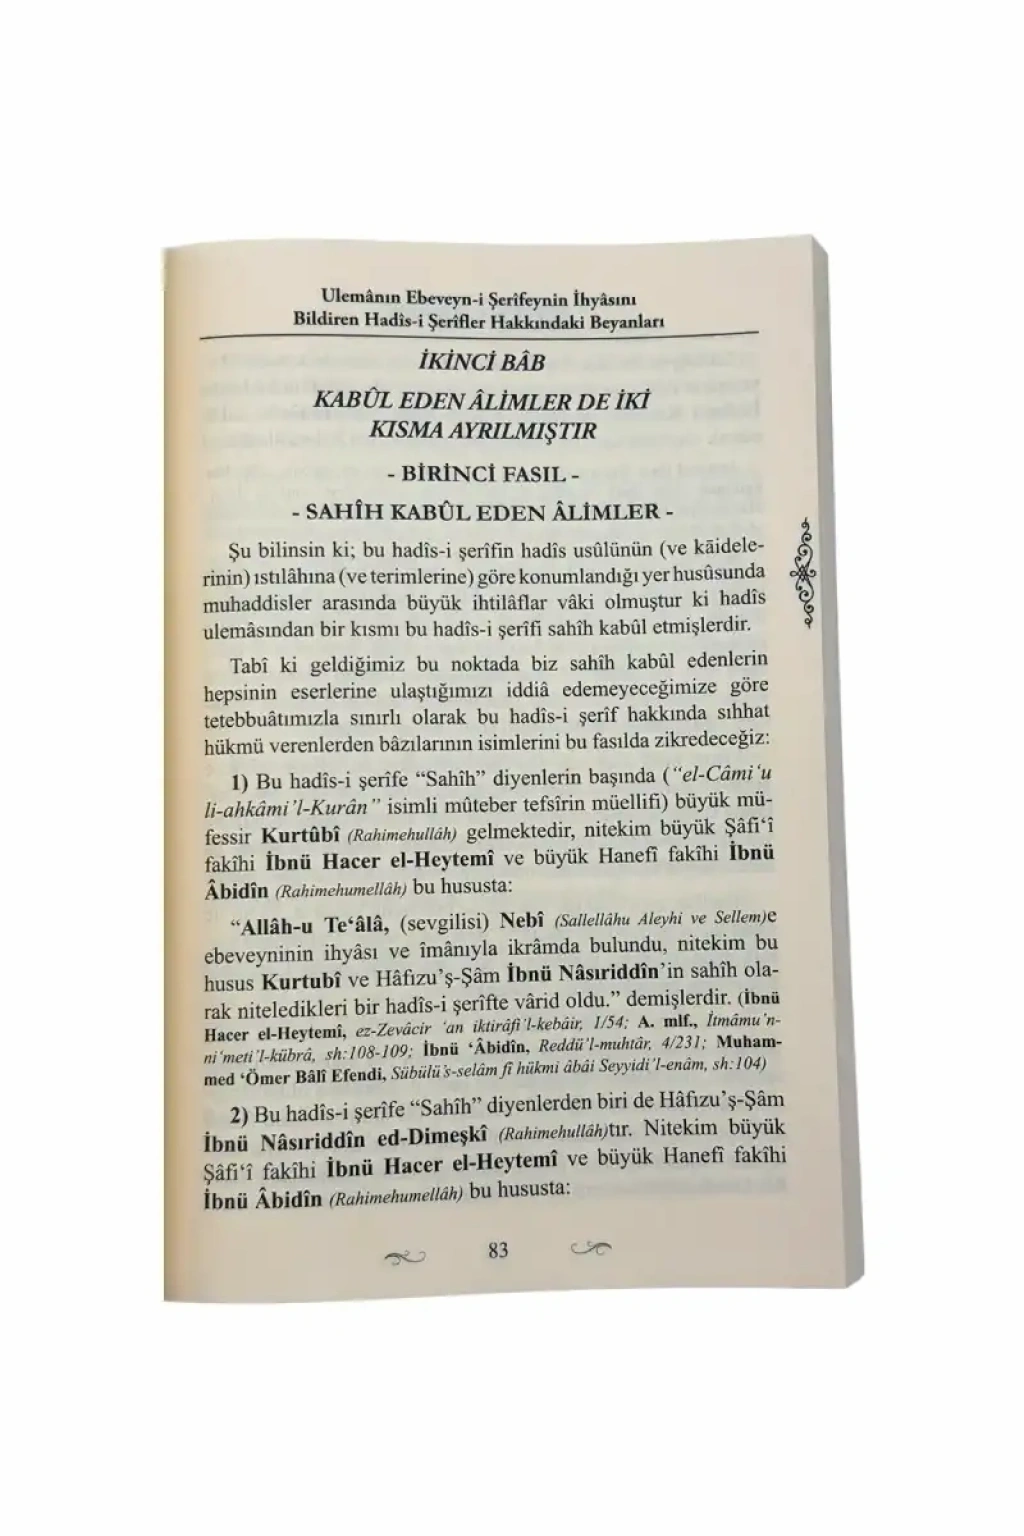 Ulemânın Ebeveyn-i Şerîfeynin İhyâsını
Bildiren Hadîs-i Şerîfler Hakkındaki Beyanları
İKİNCİ BÂB
KABÛL EDEN ÂLİMLER DE İKİ
KISMA AYRILMIŞTIR
- BİRİNCİ FASIL -
- SAHÎH KABÛL EDEN ÂLİMLER -
Şu bilinsin ki; bu hadîs-i şerîfin hadîs usûlünün (ve kāidele-
rinin) ıstılâhına (ve terimlerine) göre konumlandığı yer husûsunda
muhaddisler arasında büyük ihtilâflar vâki olmuştur ki hadîs
ulemâsından bir kısmı bu hadîs-i şerîfi sahîh kabûl etmişlerdir.
Tabî ki geldiğimiz bu noktada biz sahîh kabûl edenlerin
hepsinin eserlerine ulaştığımızı iddiâ edemeyeceğimize göre
tetebbuâtımızla sınırlı olarak bu hadîs-i şerîf hakkında sıhhat
hükmü verenlerden bâzılarının isimlerini bu fasılda zikredeceğiz:
1) Bu hadîs-i şerîfe “Sahîh” diyenlerin başında (“el-Câmi‘u
li-ahkâmi’l-Kurân” isimli mûteber tefsîrin müellifi) büyük mü-
fessir Kurtûbî (Rahimehullâh) gelmektedir, nitekim büyük Şâfi‘î
fakîhi İbnü Hacer el-Heytemî ve büyük Hanefî fakîhi İbnü
Âbidîn (Rahimehumellâh) bu hususta:
“Allâh-u Te‘âlâ, (sevgilisi) Nebî (Sallellâhu Aleyhi ve Sellem)e
ebeveyninin ihyâsı ve îmânıyla ikrâmda bulundu, nitekim bu
husus Kurtubî ve Hâfızu’ş-Şâm İbnü Nâsıriddîn’in sahîh ola-
rak niteledikleri bir hadîs-i şerîfte vârid oldu.” demişlerdir. (İbnü
Hacer el-Heytemî, ez-Zevâcir ‘an iktirâfi’l-kebâir, 1/54; A. mlf., İtmâmu’n-
ni‘meti’l-kübrâ, sh:108-109; İbnü ‘Âbidîn, Reddü’l-muhtâr, 4/231; Muham-
med ‘Ömer Bâlî Efendi, Sübülü’s-selâm fî hükmi âbâi Seyyidi’l-enâm, sh:104)
2) Bu hadîs-i şerîfe “Sahîh” diyenlerden biri de Hâfızu’ş-Şâm
İbnü Nâsıriddîn ed-Dimeşkî (Rahimehullâh)tır. Nitekim büyük
Şâfi‘î fakîhi İbnü Hacer el-Heytemî ve büyük Hanefî fakîhi
İbnü Âbidîn (Rahimehumellâh) bu hususta:
83